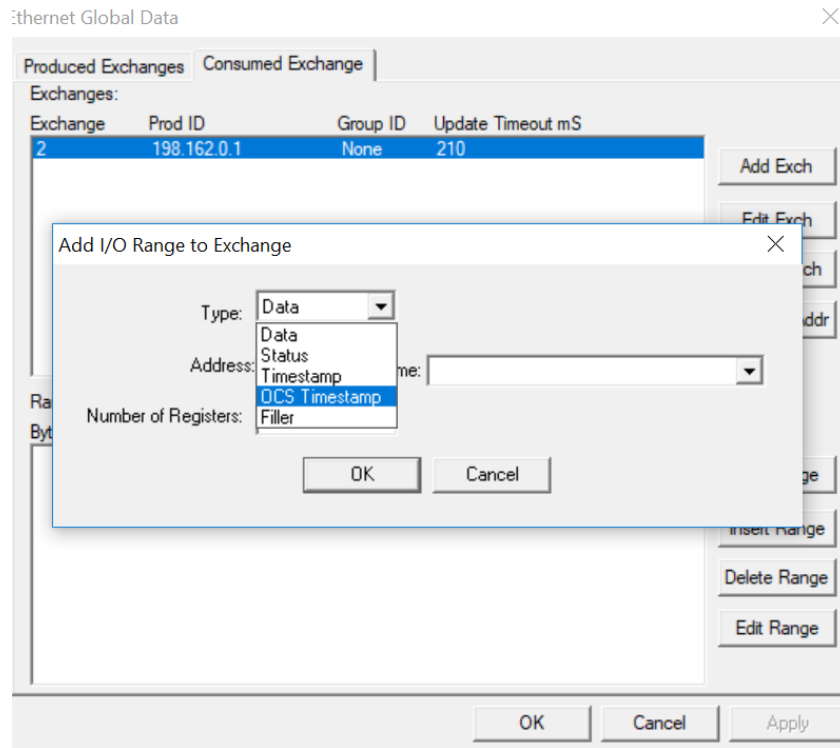 Ethernet Global Data
Produced Exchanges Consumed Exchange
Exchanges:
Exchange Prod ID Group ID Update Timeout mS
2 198.162.0.1 None 210
Add Exch
Edit Exch
Add I/O Range to Exchange
Type: Data
Data
Status
Timestamp
OCS Timestamp
Filler
Address:
Number of Registers:
OK Cancel
Insert Range
Delete Range
Edit Range
OK Cancel Apply